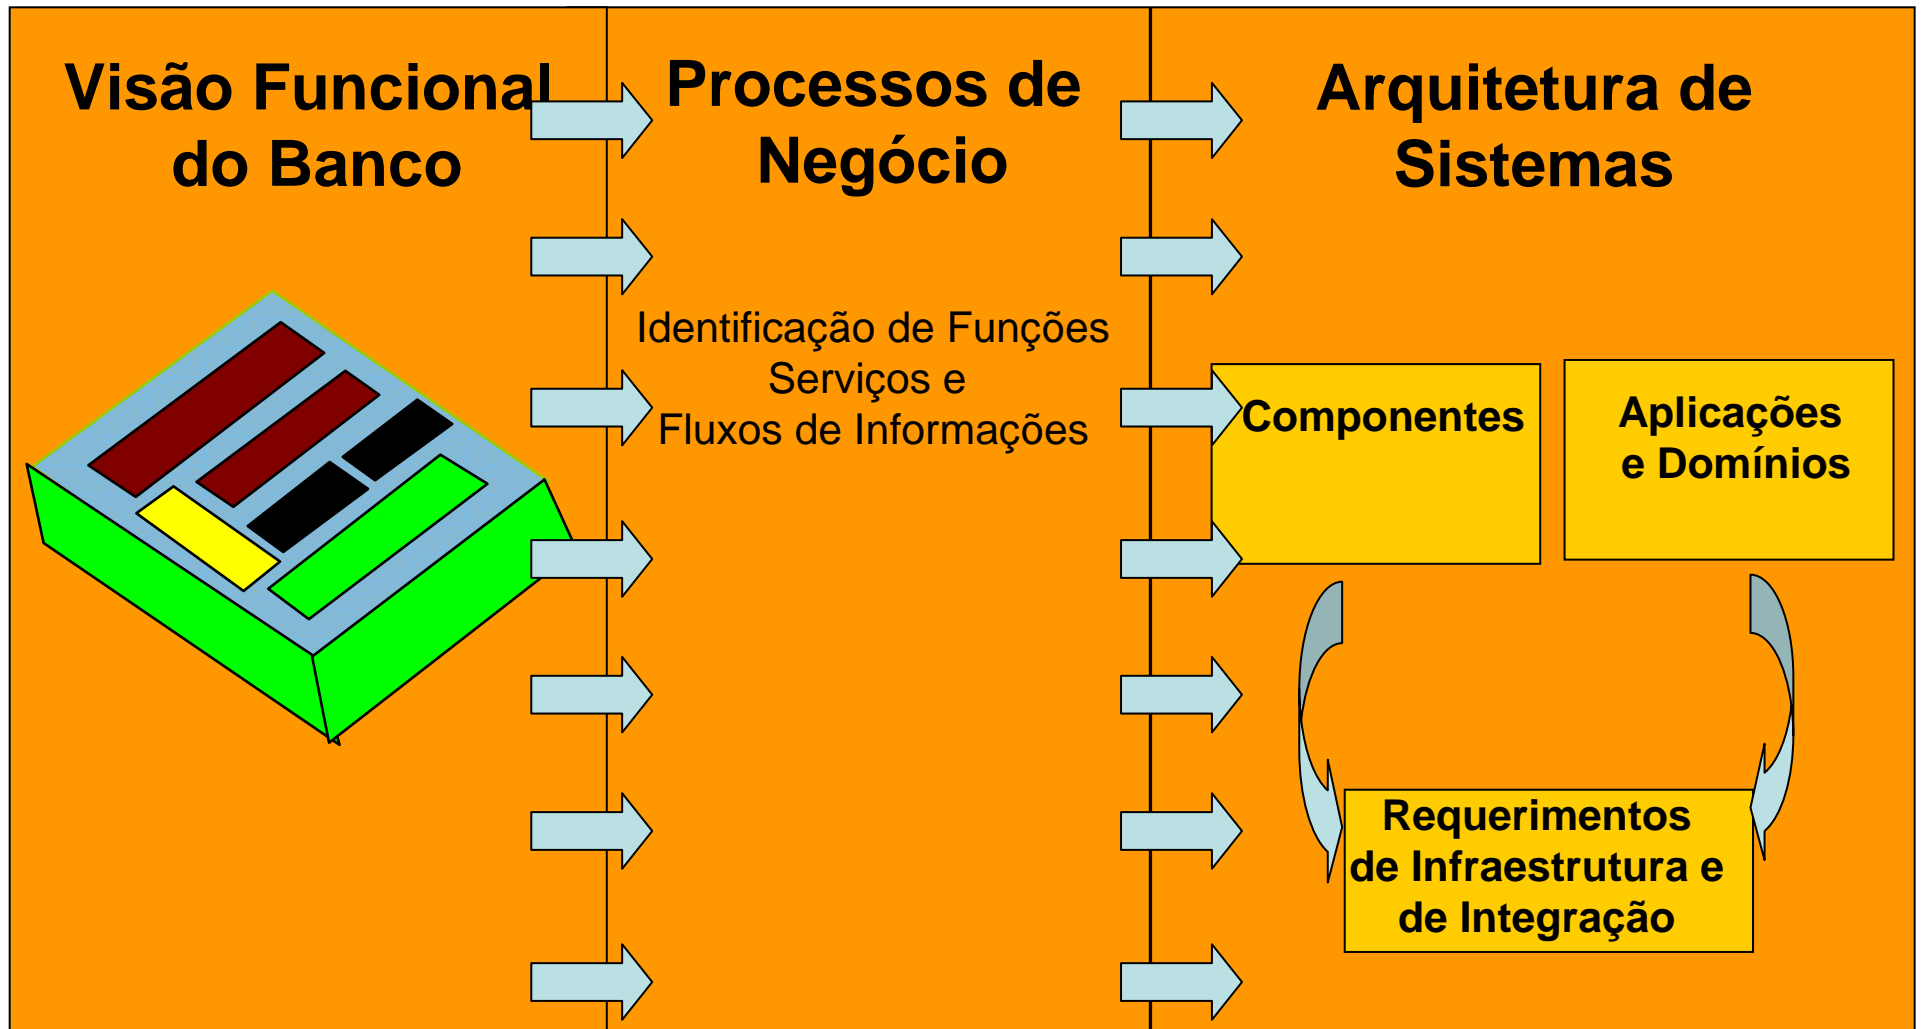 Visão Funcional
do Banco
Processos de
Negócio
Identificação de Funções
Serviços e
Fluxos de Informações
Arquitetura de
Sistemas
Componentes
Aplicações
e Domínios
Requerimentos
de Infraestrutura e
de Integração